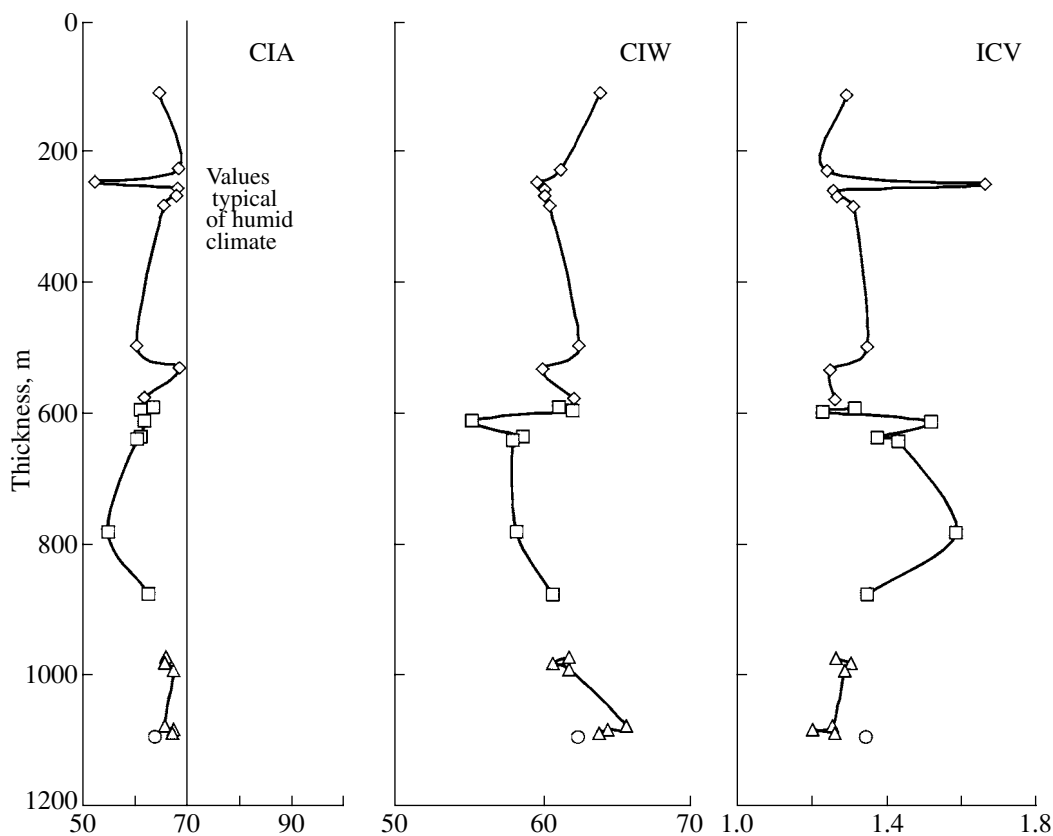 CIA
CIW
ICV
Values
typical
of humid
climate
Thickness, m
0
200
400
600
800
1000
1200
50 70 90
50 60 70
1.0 1.4 1.8